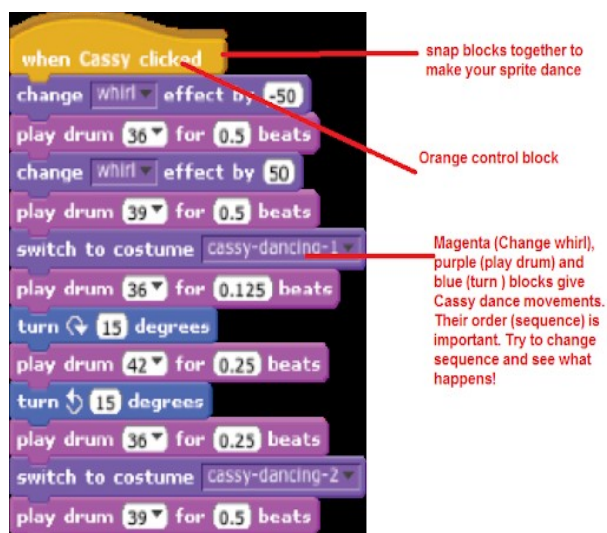 when Cassy clicked
change whirl effect by -50
play drum 36 for 0.5 beats
change whirl effect by 50
play drum 39 for 0.5 beats
switch to costume cassy-dancing-1
play drum 36 for 0.125 beats
turn 15 degrees
play drum 42 for 0.25 beats
turn 15 degrees
play drum 36 for 0.25 beats
switch to costume cassy-dancing-2
play drum 39 for 0.5 beats
snap blocks together to
make your sprite dance
Orange control block
Magenta (Change whirl),
purple (play drum) and
blue (turn ) blocks give
Cassy dance movements.
Their order (sequence) is
important. Try to change
sequence and see what
happens!